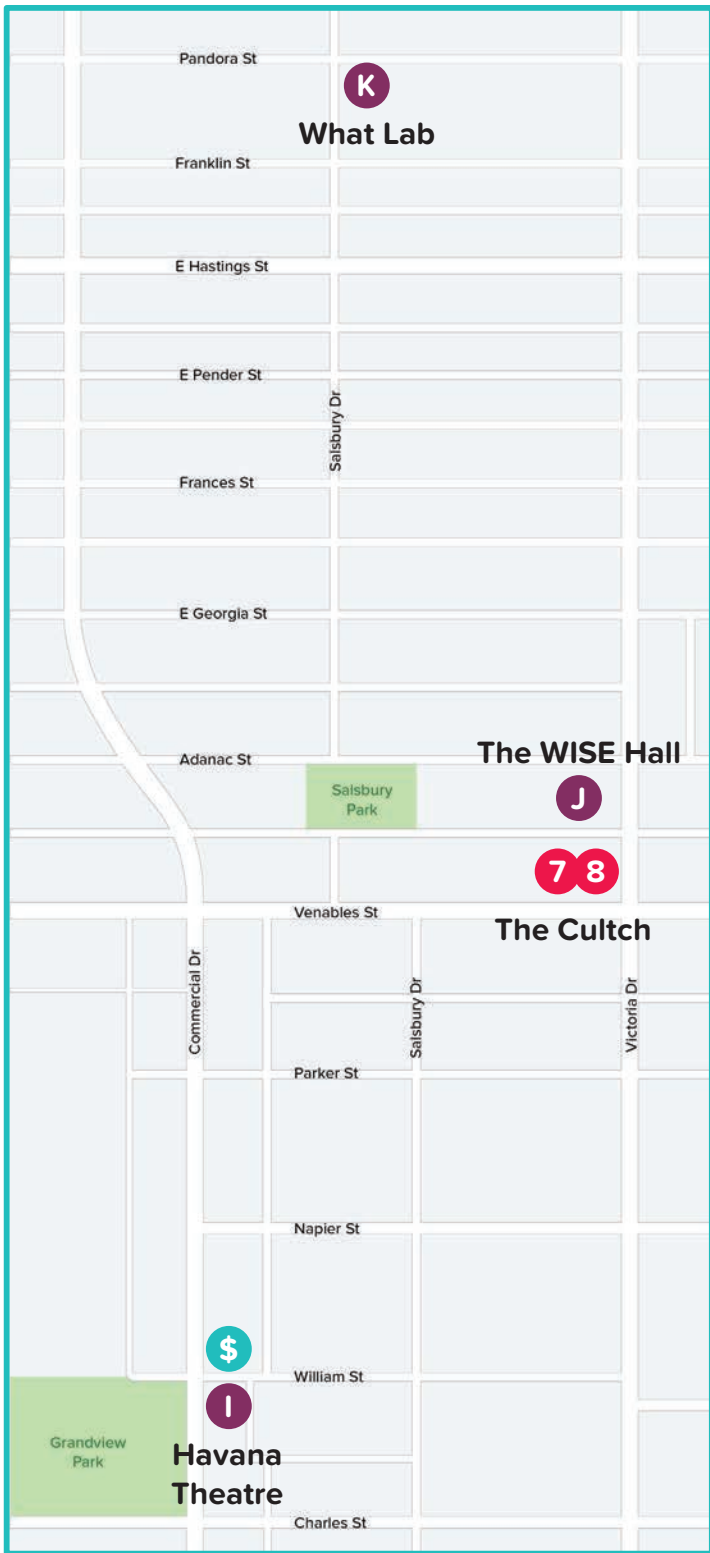 Pandora St
K
What Lab
Franklin St
E Hastings St
E Pender St
Salsbury Dr
Frances St
E Georgia St
The WISE Hall
Adanac St
J
Salsbury
Park
7 8
Venables St
The Cultch
Commercial Dr
Salsbury Dr
Victoria Dr
Parker St
Napier St
$
William St
I
Grandview
Park
Havana
Theatre
Charles St